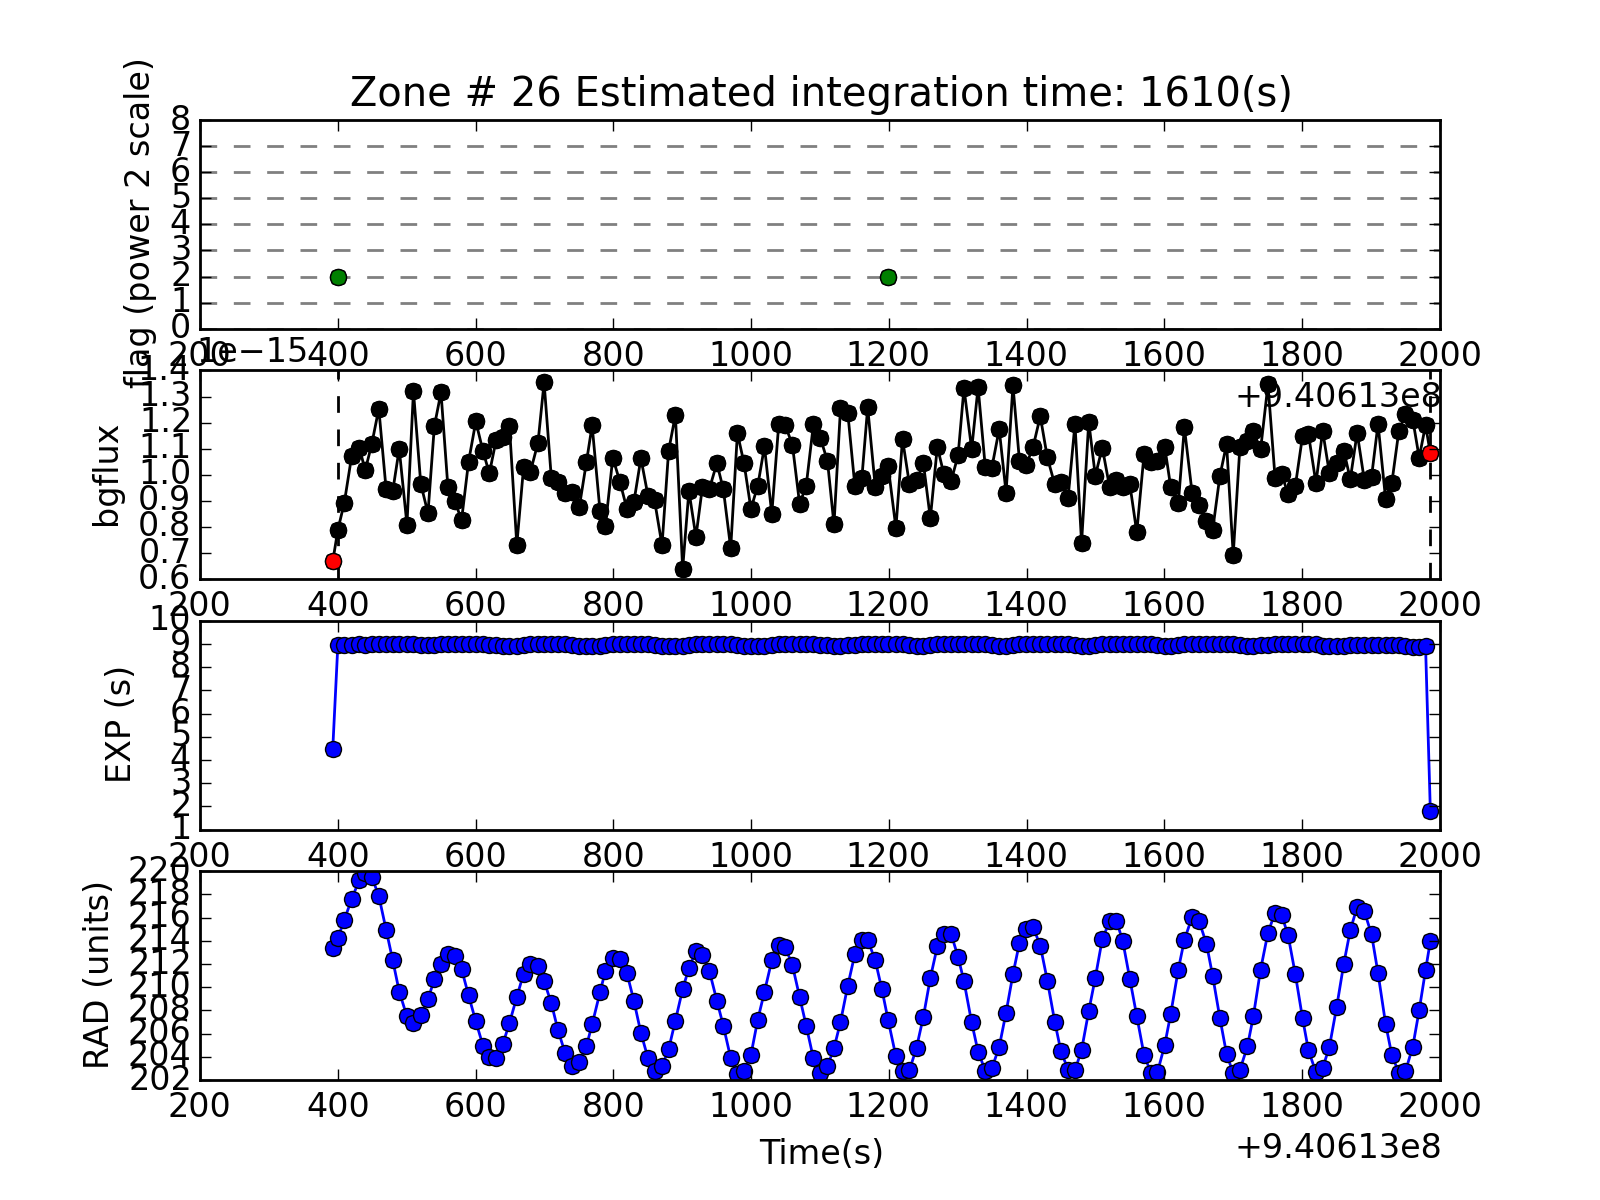 Zone # 26 Estimated integration time: 1610(s)
flag (power 2 scale)
8
7
6
5
4
3
2
1
0
200 400 600 800 1000 1200 1400 1600 1800 2000
+9.40613e8
1e−15
bgflux
1.4
1.3
1.2
1.1
1.0
0.9
0.8
0.7
0.6
200 400 600 800 1000 1200 1400 1600 1800 2000
EXP (s)
10
9
8
7
6
5
4
3
2
1
200 400 600 800 1000 1200 1400 1600 1800 2000
RAD (units)
220
218
216
214
212
210
208
206
204
202
200 400 600 800 1000 1200 1400 1600 1800 2000
Time(s)
+9.40613e8